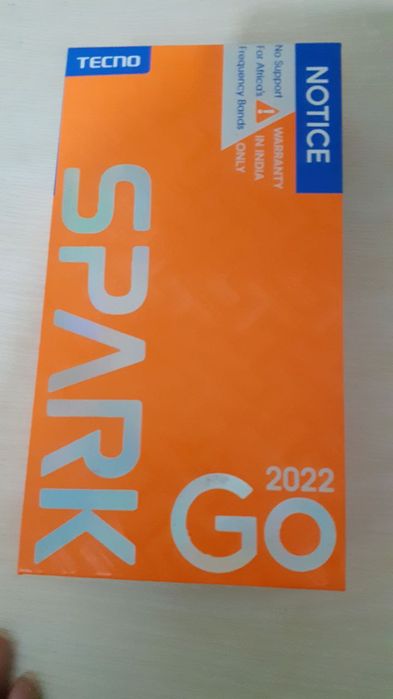 TECNO
NOTICE
No Support
For Africa's
Frequency Bands
WARRANTY
IN INDIA
ONLY
SPARK
2022
GO